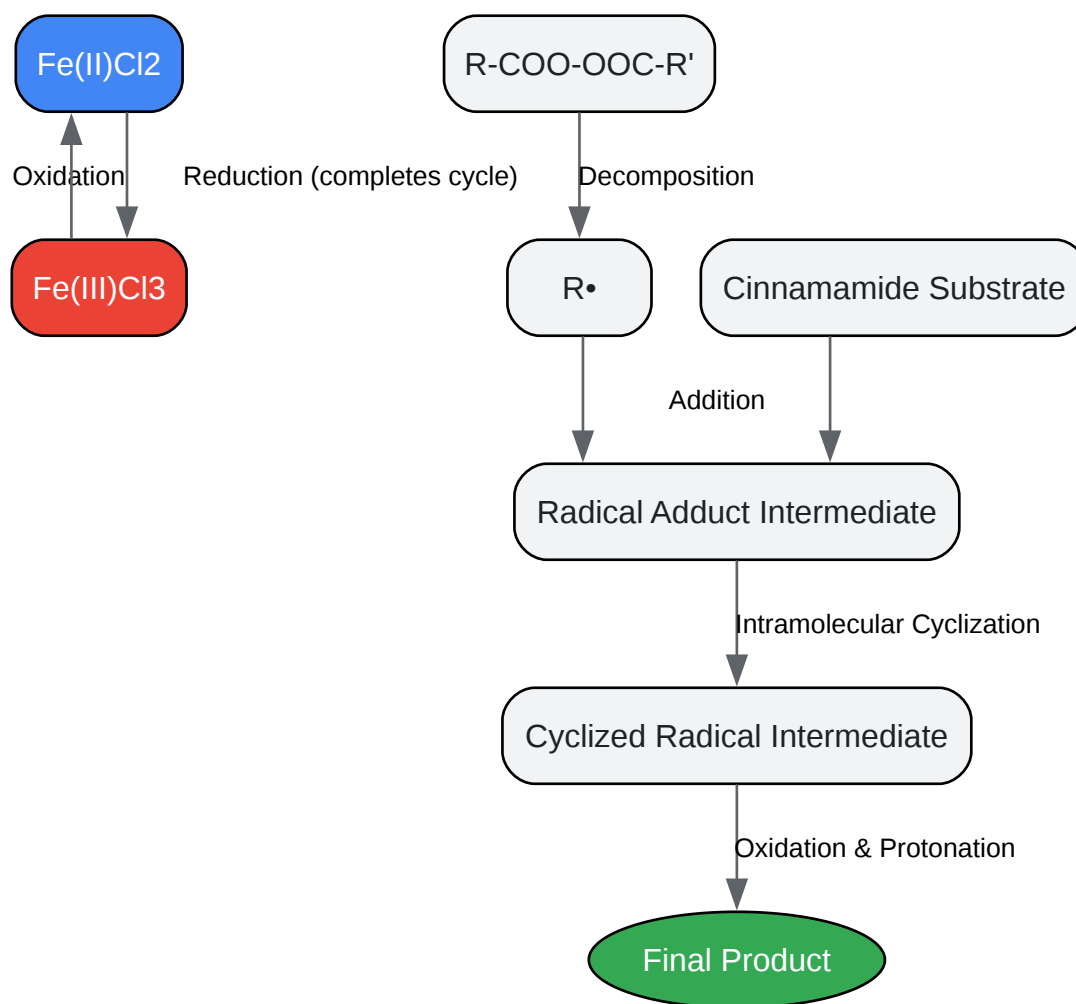 Fe(II)Cl2
R-COO-OOC-R'
Oxidation
Reduction (completes cycle)
Decomposition
Fe(III)Cl3
R•
Cinnamamide Substrate
Addition
Radical Adduct Intermediate
Intramolecular Cyclization
Cyclized Radical Intermediate
Oxidation & Protonation
Final Product